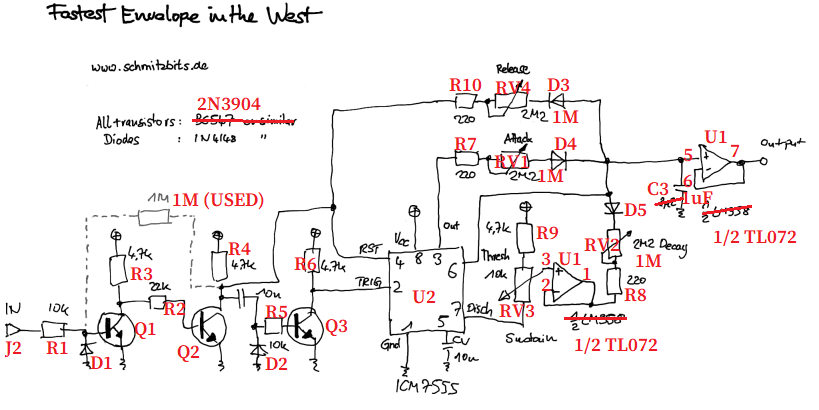 Fastest Envelope in the West
www.schmitzbits.de
2N3904
All transistors: BC547 or similar
Diodes : 1N4148 "
Release
R10 RV4 D3
220 2M2 1M
Attack
R7 RV1 D4
220 2M2 1M
U1
5 7
6
Output
C3 1uF
1/2 LM358
1/2 TL072
1M 1M (USED)
D5
4,7k R9
RV2 2M2 Decay
1M
R3 4,7k
R4 4,7k
R6 4,7k
Vcc Out
RST 4 8 3 Thresh
6
TRIG 2 U2
10k
RV3
3 U1 1
2
220
R8
7 Disch
Sustain
1/2 LM358
1/2 TL072
IN 10k
J2 R1 D1
Q1
22k
R2
Q2
10n
R5
10k
D2
Q3
Gnd 1 5 CV
10n
ICM7555